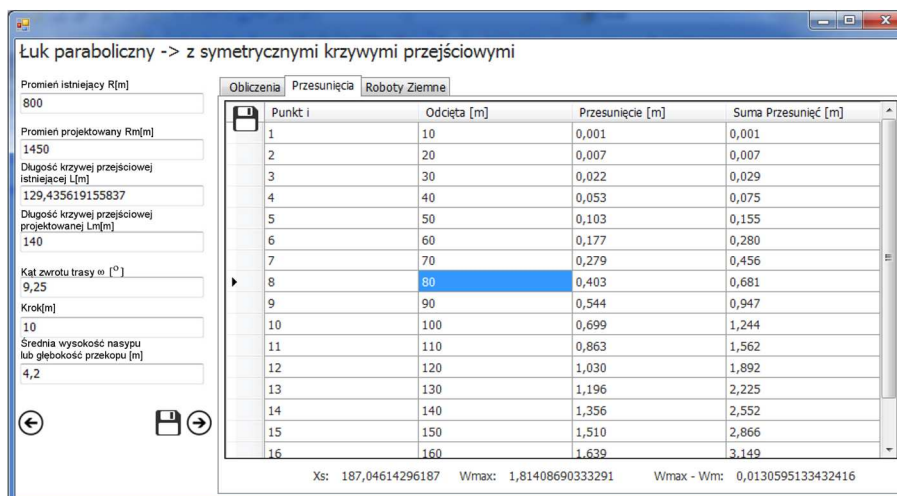 Łuk paraboliczny -> z symetrycznymi krzywymi przejściowymi
Promień istniejący R[m]
800
Promień projektowany Rm[m]
1450
Długość krzywej przejściowej
istniejącej L[m]
129,435619155837
Długość krzywej przejściowej
projektowanej Lm[m]
140
Kąt zwrotu trasy ∞ [°]
9,25
Krok[m]
10
Średnia wysokość nasypu
lub głębokość przekopu [m]
4,2
Obliczenia Przesunięcia Roboty Ziemne
Punkt i Odcięta [m] Przesunięcie [m] Suma Przesunięć [m]
1 10 0,001 0,001
2 20 0,007 0,007
3 30 0,022 0,029
4 40 0,053 0,075
5 50 0,103 0,155
6 60 0,177 0,280
7 70 0,279 0,456
8 80 0,403 0,681
9 90 0,544 0,947
10 100 0,699 1,244
11 110 0,863 1,562
12 120 1,030 1,892
13 130 1,196 2,225
14 140 1,356 2,552
15 150 1,510 2,866
16 160 1,639 3,149
Xs: 187,04614296187 Wmax: 1,81408690333291 Wmax - Wm: 0,0130595133432416